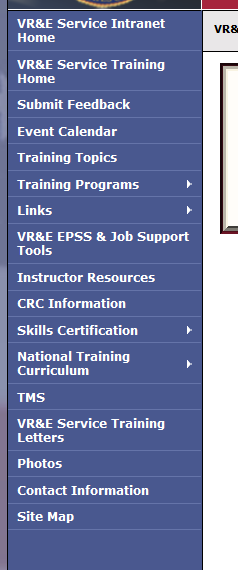 VR&E Service Intranet
Home
VR&E Service Training
Home
Submit Feedback
Event Calendar
Training Topics
Training Programs
Links
VR&E EPSS & Job Support
Tools
Instructor Resources
CRC Information
Skills Certification
National Training
Curriculum
TMS
VR&E Service Training
Letters
Photos
Contact Information
Site Map